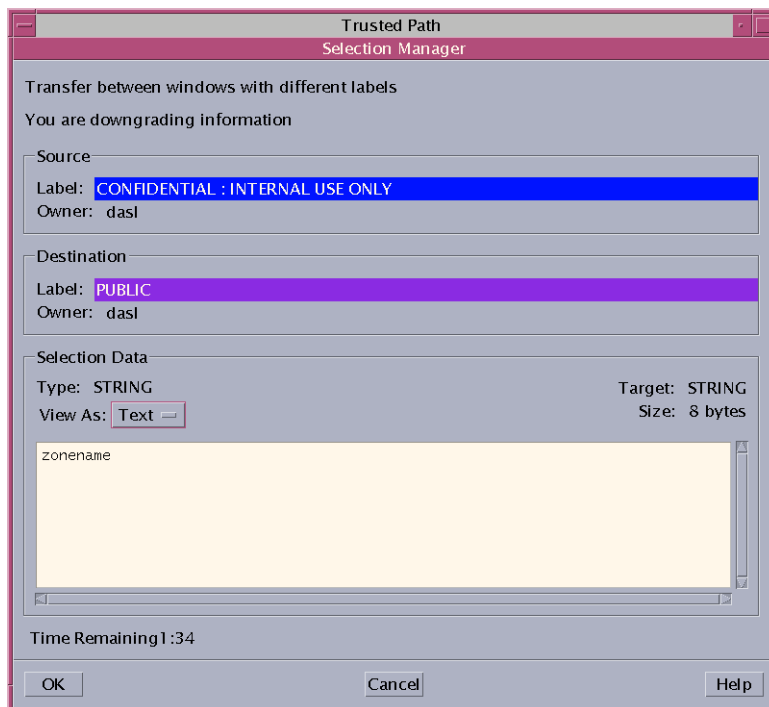 Trusted Path
Selection Manager
Transfer between windows with different labels
You are downgrading information
Source
Label: CONFIDENTIAL : INTERNAL USE ONLY
Owner: dasl
Destination
Label: PUBLIC
Owner: dasl
Selection Data
Type: STRING Target: STRING
View As: Text Size: 8 bytes
zonename
Time Remaining1:34
OK Cancel Help